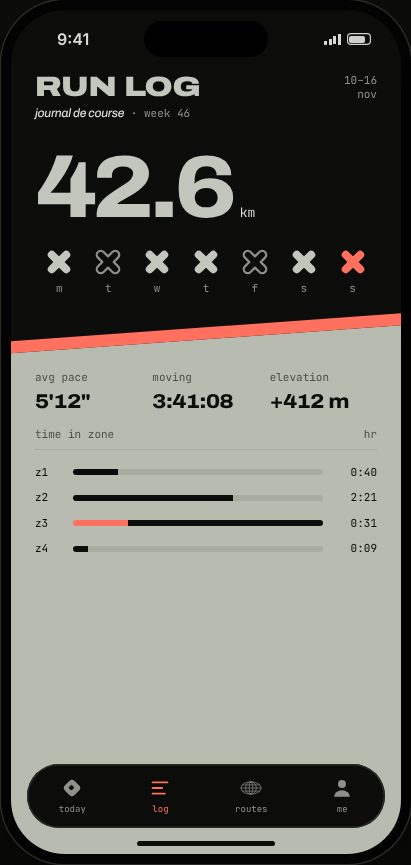 9:41
RUN LOG
10–16
nov
journal de course · week 46
42.6 km
m t w t f s s
avg pace moving elevation
5'12" 3:41:08 +412 m
time in zone hr
z1 0:40
z2 2:21
z3 0:31
z4 0:09
today log routes me